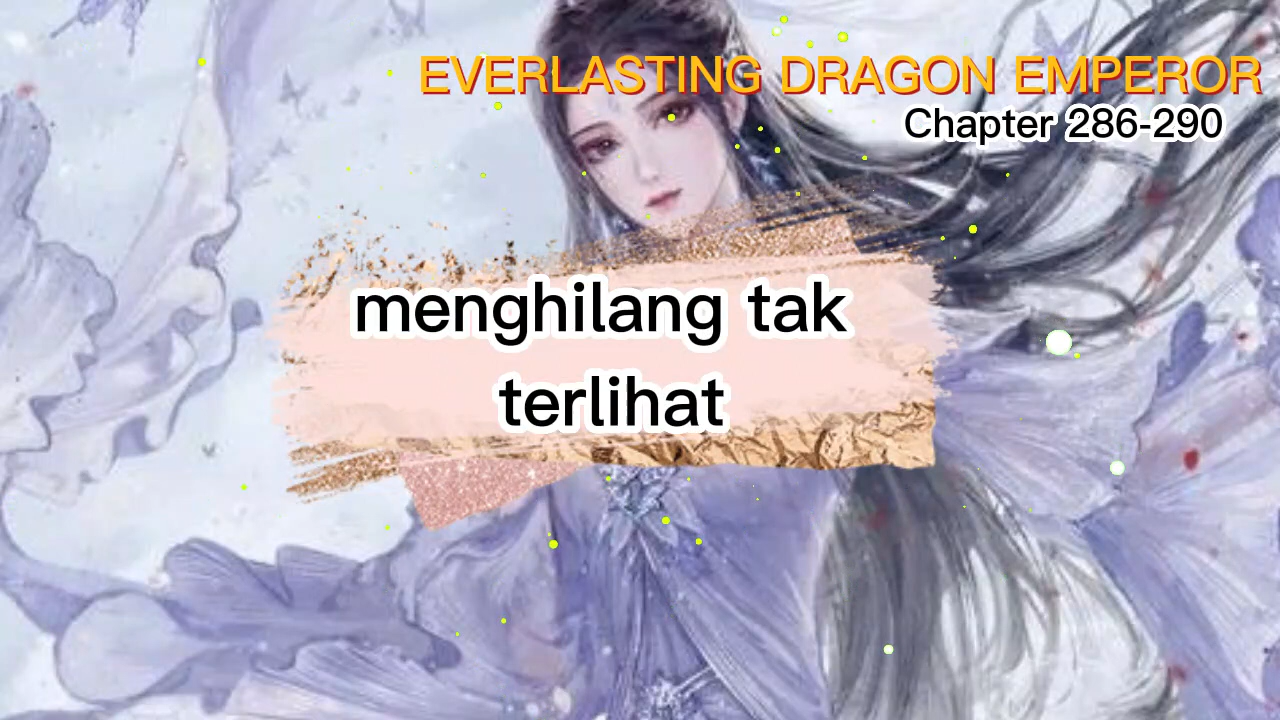 EVERLASTING DRAGON EMPEROR
Chapter 286-290
menghilang tak
terlihat